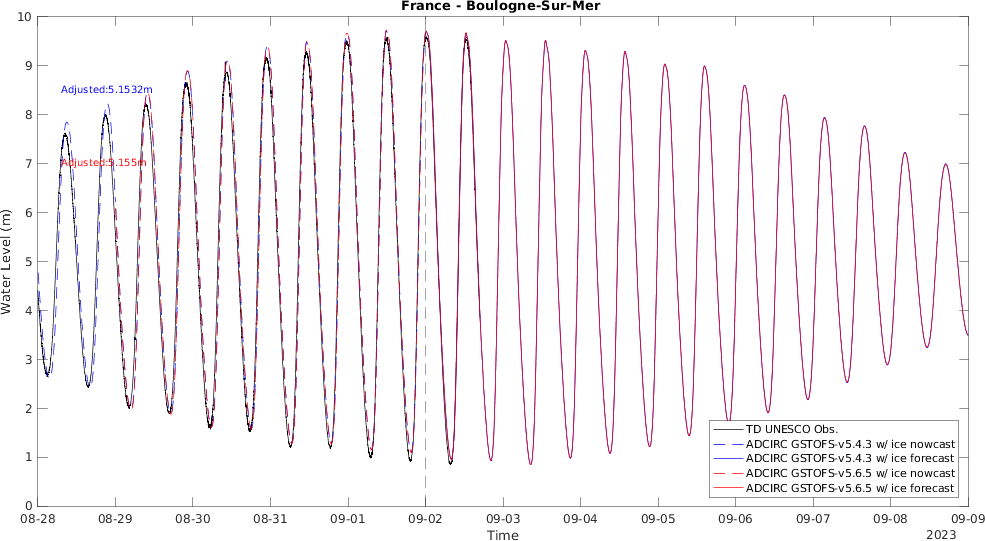 France - Boulogne-Sur-Mer
10
9
8
7
6
5
4
3
2
1
0
Water Level (m)
Adjusted:5.1532m
Adjusted:5.155m
TD UNESCO Obs.
ADCIRC GSTOFS-v5.4.3 w/ ice nowcast
ADCIRC GSTOFS-v5.4.3 w/ ice forecast
ADCIRC GSTOFS-v5.6.5 w/ ice nowcast
ADCIRC GSTOFS-v5.6.5 w/ ice forecast
08-28 08-29 08-30 08-31 09-01 09-02 09-03 09-04 09-05 09-06 09-07 09-08 09-09
Time
2023